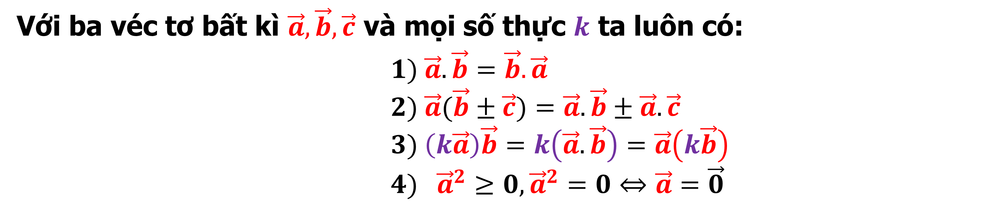 Với ba véc tơ bất kì \(\vec{a}, \vec{b}, \vec{c}\) và mọi số thực \(k\) ta luôn có:
1) \(\vec{a}.\vec{b} = \vec{b}.\vec{a}\)
2) \(\vec{a}(\vec{b} \pm \vec{c}) = \vec{a}.\vec{b} \pm \vec{a}.\vec{c}\)
3) \((k\vec{a})\vec{b} = k(\vec{a}.\vec{b}) = \vec{a}(k\vec{b})\)
4) \(\vec{a}^2 \geq 0, \vec{a}^2 = 0 \Leftrightarrow \vec{a} = \vec{0}\)